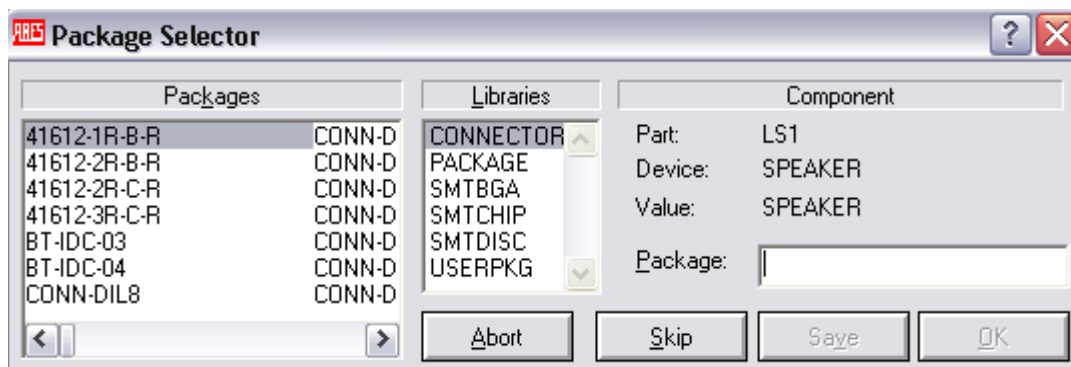 ARES Package Selector
Packages
41612-1R-B-R CONN-D
41612-2R-B-R CONN-D
41612-2R-C-R CONN-D
41612-3R-C-R CONN-D
BT-IDC-03 CONN-D
BT-IDC-04 CONN-D
CONN-DIL8 CONN-D
Libraries
CONNECTOR
PACKAGE
SMTBGA
SMTCHIP
SMTDISC
USERPKG
Component
Part: LS1
Device: SPEAKER
Value: SPEAKER
Package:
Abort
Skip
Save
OK